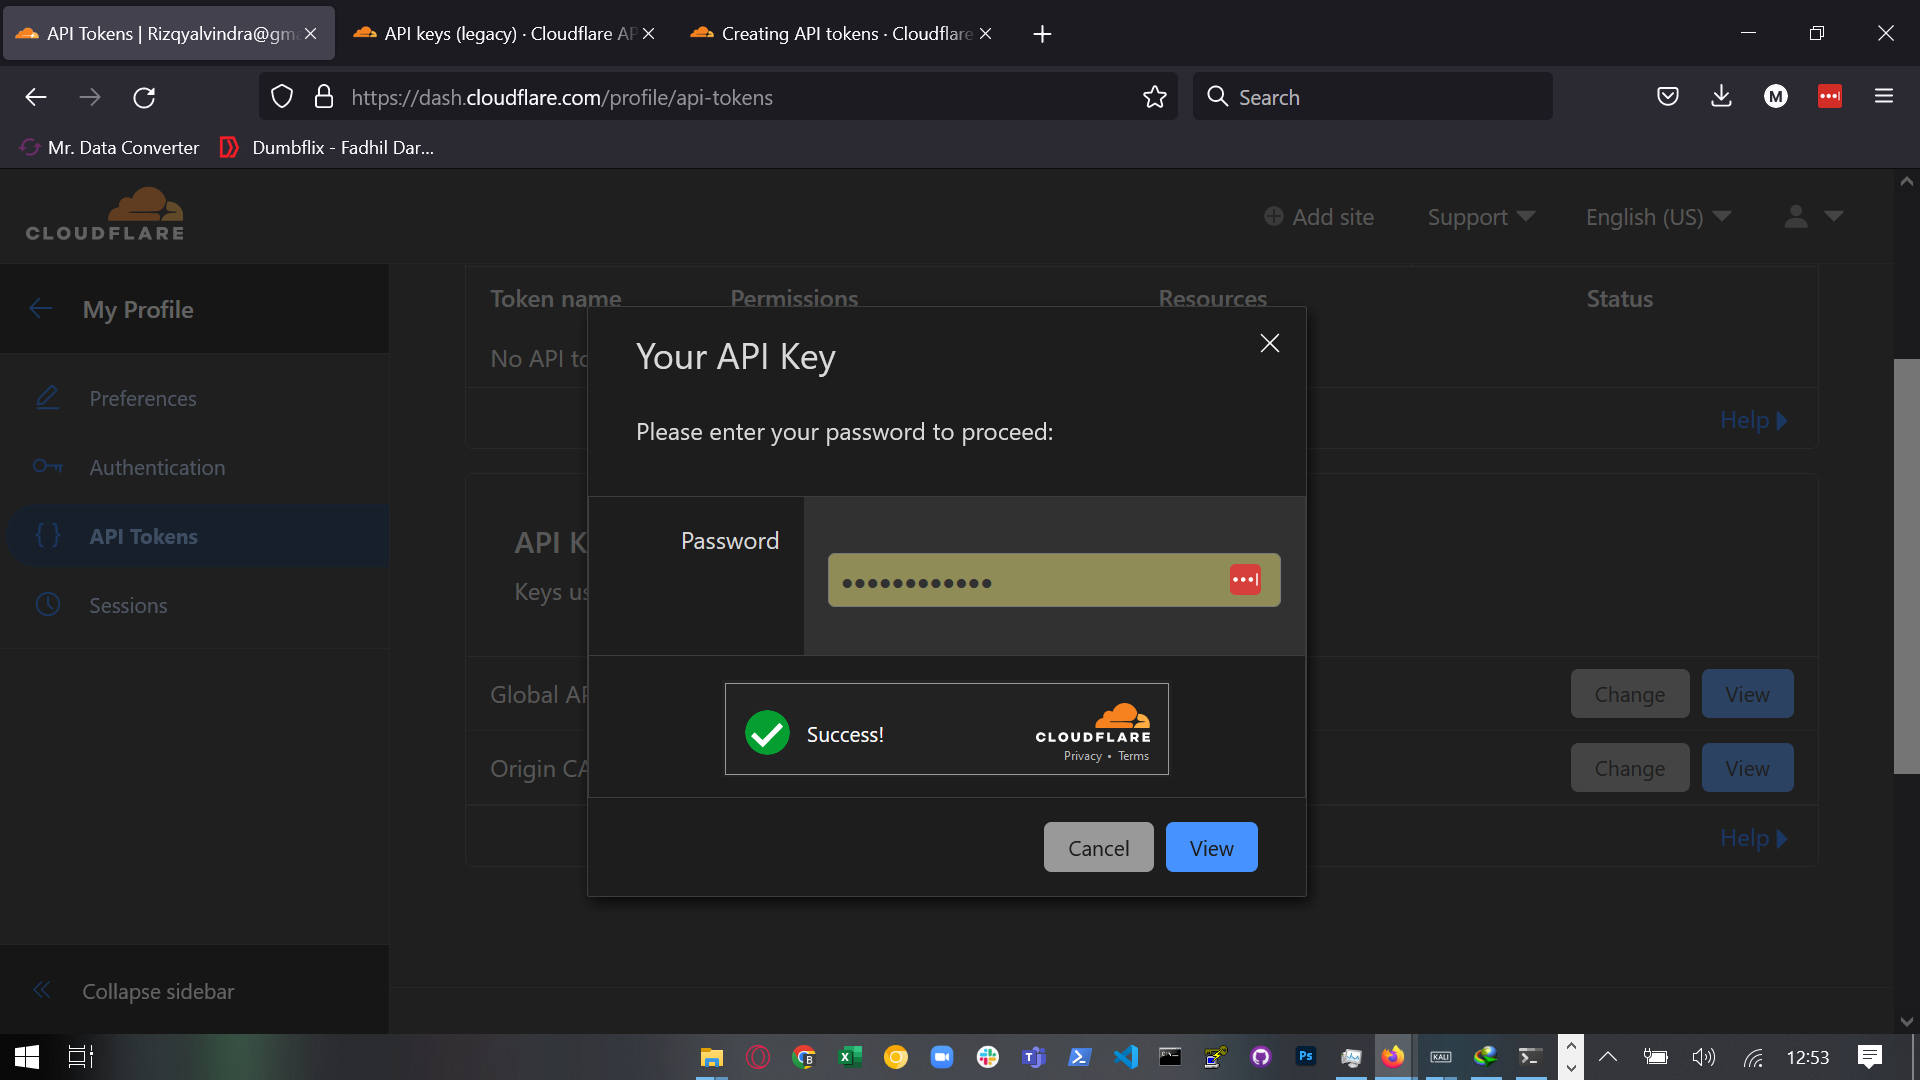 API Tokens | Rizqyalvindra@gm
API keys (legacy) · Cloudflare AP
Creating API tokens · Cloudflare
https://dash.cloudflare.com/profile/api-tokens
Search
M
Mr. Data Converter
Dumbflix - Fadhil Dar...
CLOUDFLARE
Add site
Support
English (US)
My Profile
Preferences
Authentication
API Tokens
Sessions
Collapse sidebar
Token name
Permissions
Resources
Status
No API to
Help
API K
Keys us
Global AP
Change
View
Origin CA
Change
View
Help
Your API Key
Please enter your password to proceed:
Password
Success!
CLOUDFLARE
Privacy • Terms
Cancel
View
Ps
KALI
12:53